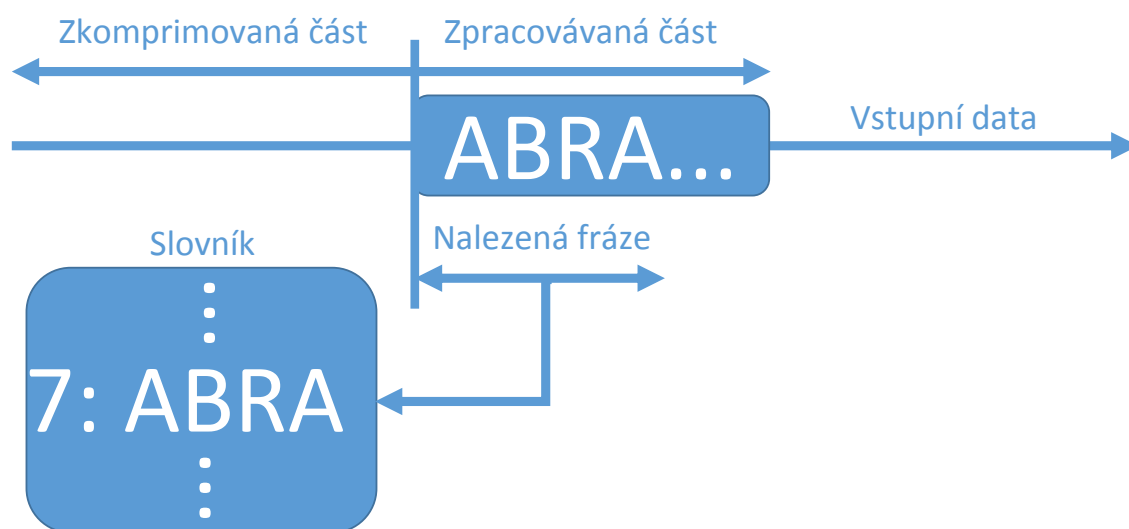 Zkomprimovaná část
Zpracovávaná část
ABRA...
Vstupní data
Nalezená fráze
Slovník
7: ABRA